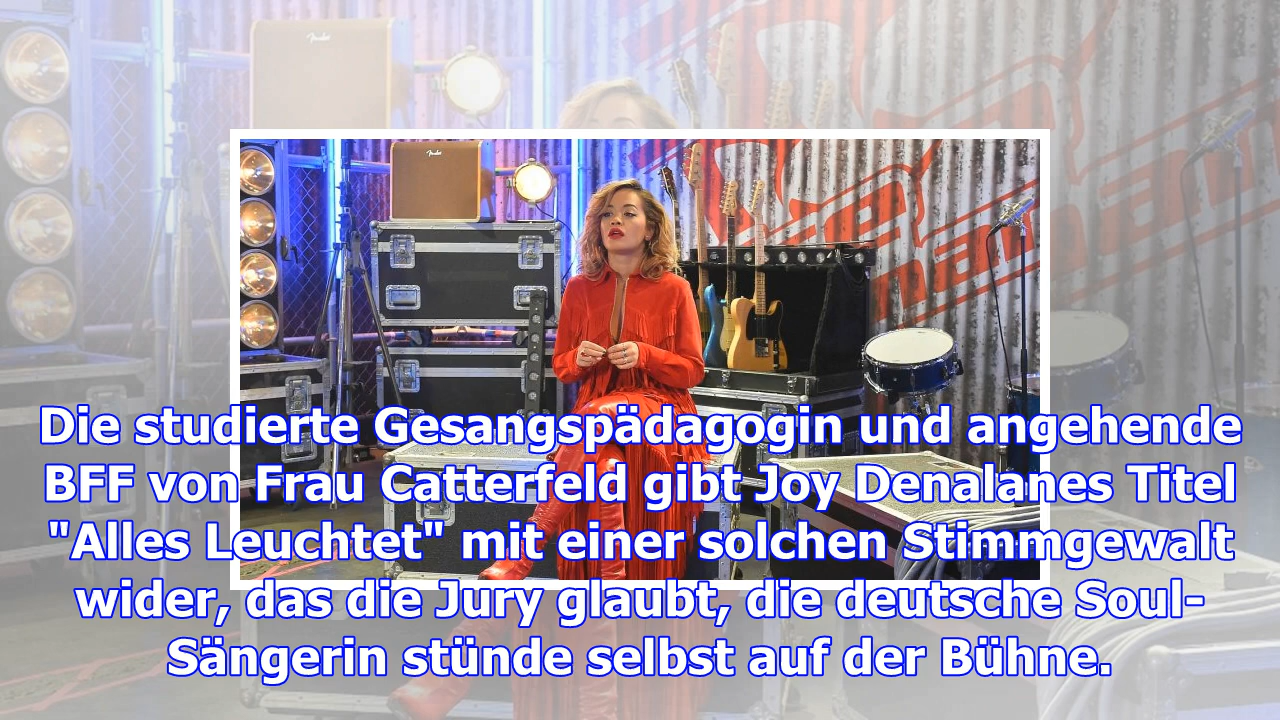 Fender
Die studierte Gesangspädagogin und angehende
BFF von Frau Catterfeld gibt Joy Denalanes Titel
"Alles Leuchtet" mit einer solchen Stimmgewalt
wider, das die Jury glaubt, die deutsche Soul-
Sängerin stünde selbst auf der Bühne.